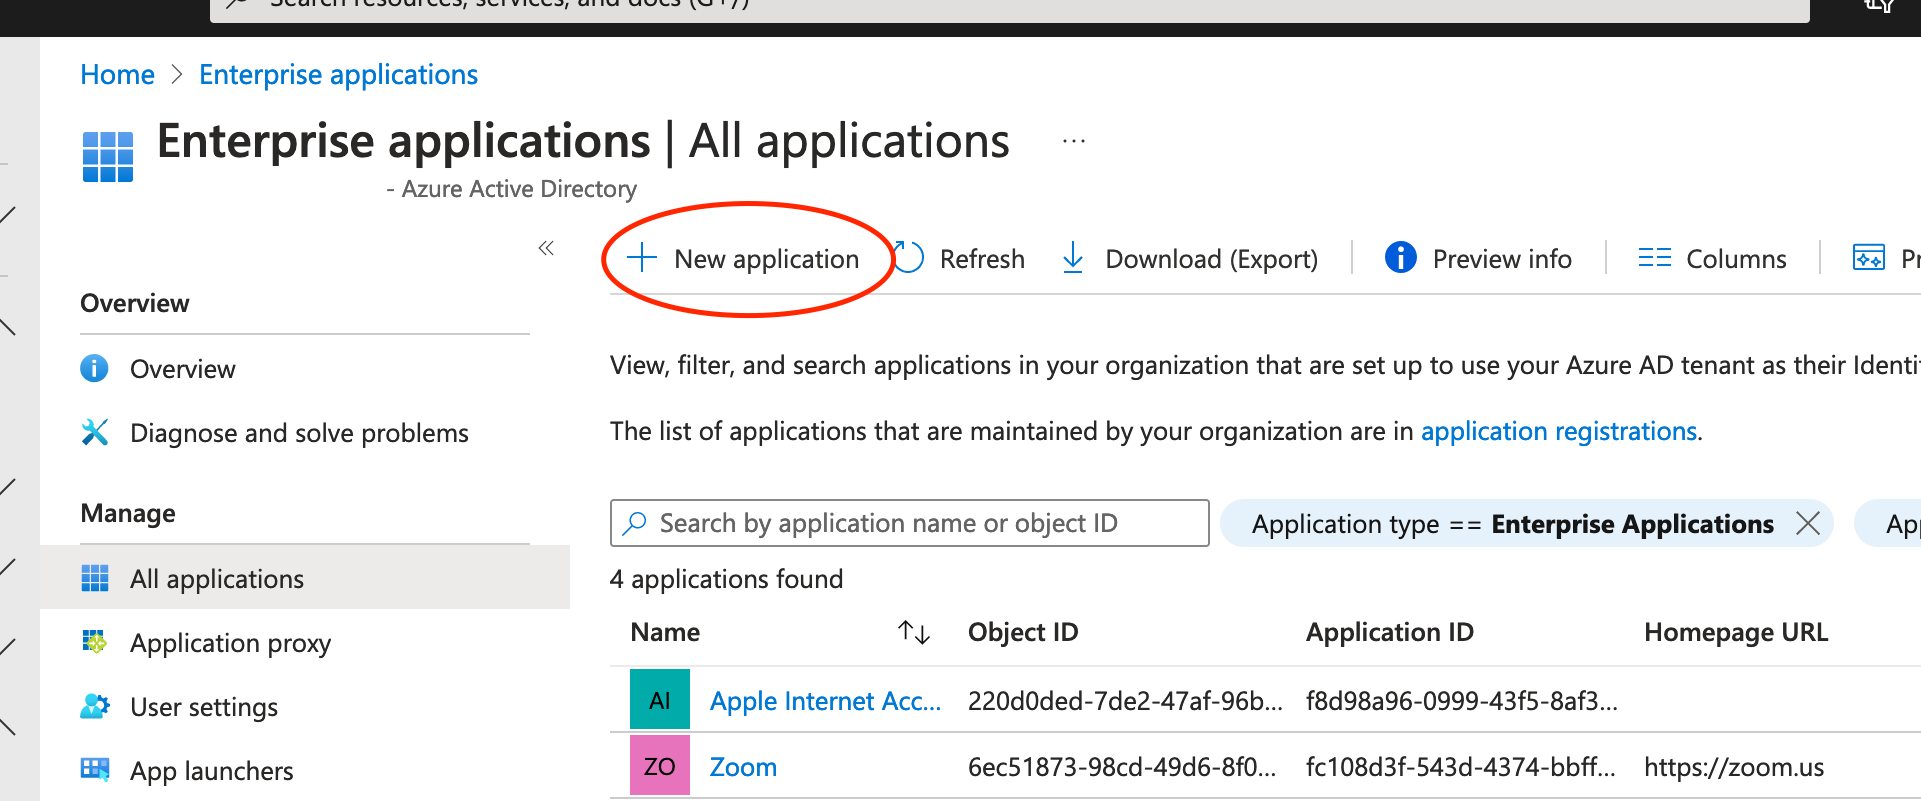 Search resources, services, and docs (G+/)
Home > Enterprise applications
Enterprise applications | All applications ...
- Azure Active Directory
«
New application Refresh Download (Export) Preview info Columns
Overview
Overview
Diagnose and solve problems
Manage
All applications
Application proxy
User settings
App launchers
View, filter, and search applications in your organization that are set up to use your Azure AD tenant as their
The list of applications that are maintained by your organization are in application registrations.
Search by application name or object ID Application type == Enterprise Applications
4 applications found
Name Object ID Application ID Homepage URL
AI Apple Internet Acc... 220d0ded-7de2-47af-96b... f8d98a96-0999-43f5-8af3...
ZO Zoom 6ec51873-98cd-49d6-8f0... fc108d3f-543d-4374-bbff... https://zoom.us